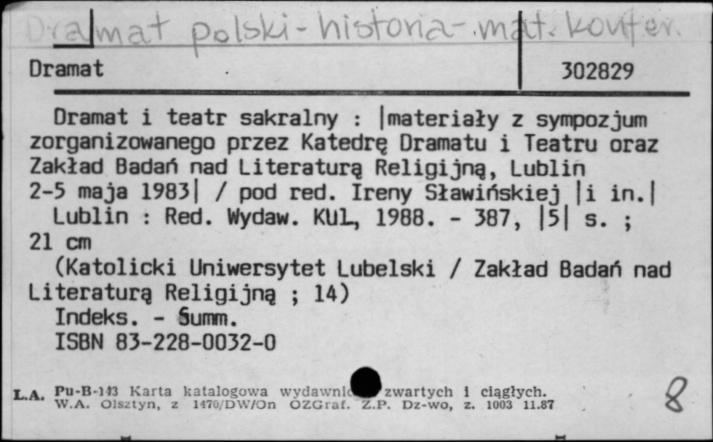 Dramat polski - historia - mat. konfer.
Dramat 302829
Dramat i teatr sakralny : |materiały z sympozjum
zorganizowanego przez Katedrę Dramatu i Teatru oraz
Zakład Badań nad Literaturą Religijną, Lublin
2-5 maja 1983| / pod red. Ireny Sławińskiej |i in.|
Lublin : Red. Wydaw. KUL, 1988. - 387, |5| s. ;
21 cm
(Katolicki Uniwersytet Lubelski / Zakład Badań nad
Literaturą Religijną ; 14)
Indeks. - Summ.
ISBN 83-228-0032-0
L.A. Pu-B-143 Karta katalogowa zwartych i ciągłych. 8
W.A. Olsztyn, z 1470/DW/On OZGraf. Z.P. Dz-wo, z. 1003 11.87